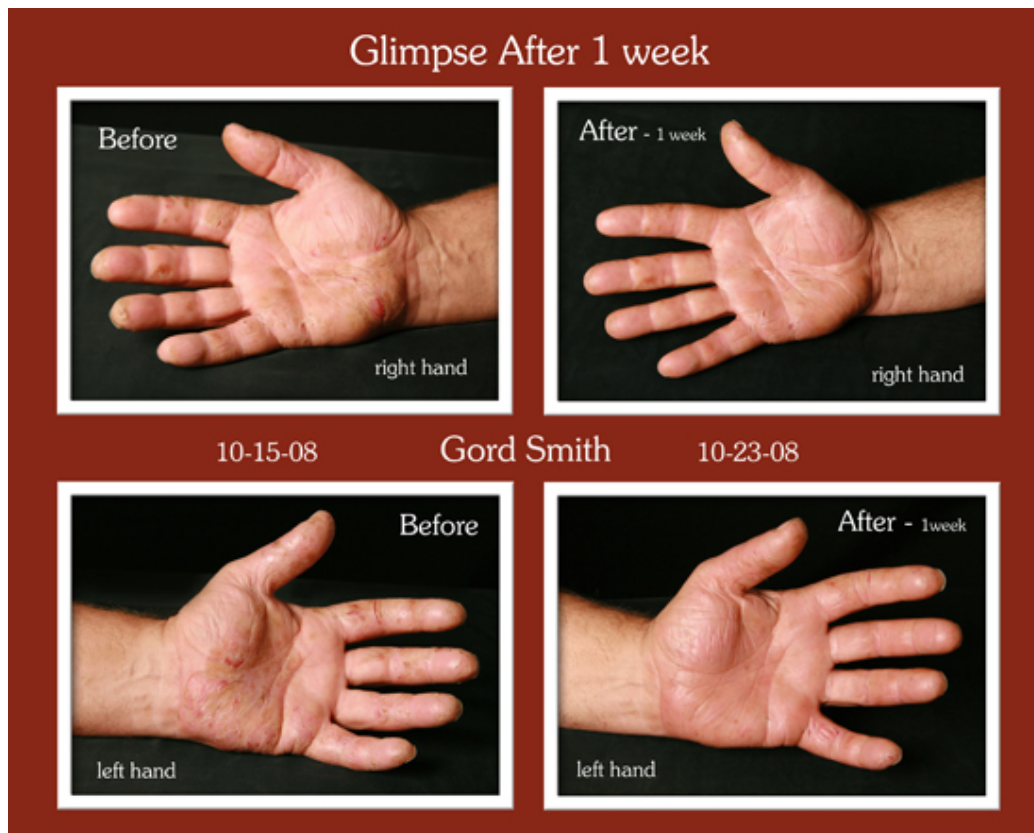 Glimpse After 1 week
Before
After - 1 week
right hand
right hand
10-15-08 Gord Smith 10-23-08
Before
After - 1week
left hand
left hand